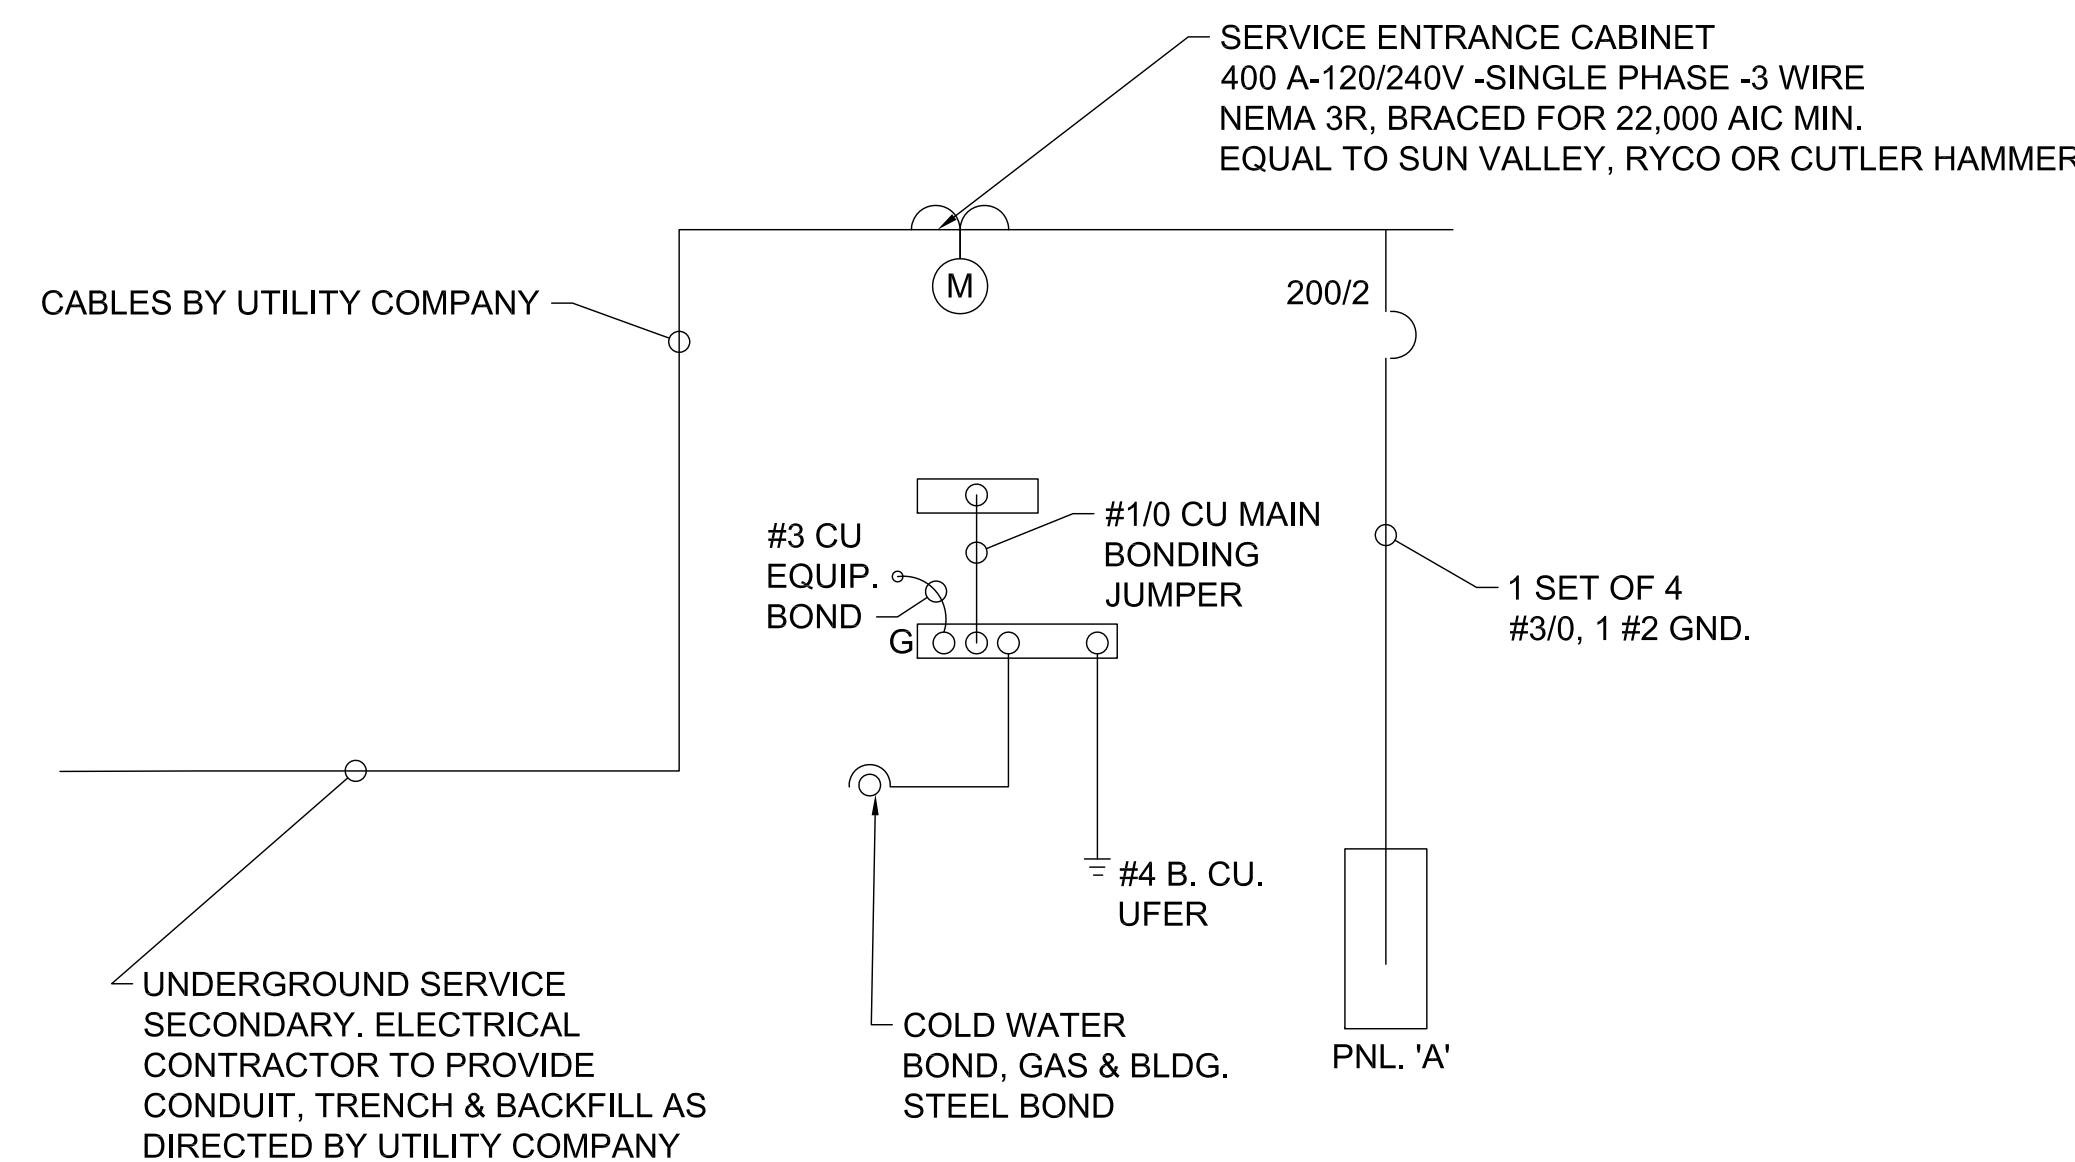 SERVICE ENTRANCE CABINET
400 A-120/240V -SINGLE PHASE -3 WIRE
NEMA 3R, BRACED FOR 22,000 AIC MIN.
EQUAL TO SUN VALLEY, RYCO OR CUTLER HAMMER
CABLES BY UTILITY COMPANY
M
200/2
#3 CU
EQUIP.
BOND
#1/0 CU MAIN
BONDING
JUMPER
G
1 SET OF 4
#3/0, 1 #2 GND.
#4 B. CU.
UFER
UNDERGROUND SERVICE
SECONDARY. ELECTRICAL
CONTRACTOR TO PROVIDE
CONDUIT, TRENCH & BACKFILL AS
DIRECTED BY UTILITY COMPANY
COLD WATER
BOND, GAS & BLDG.
STEEL BOND
PNL. 'A'